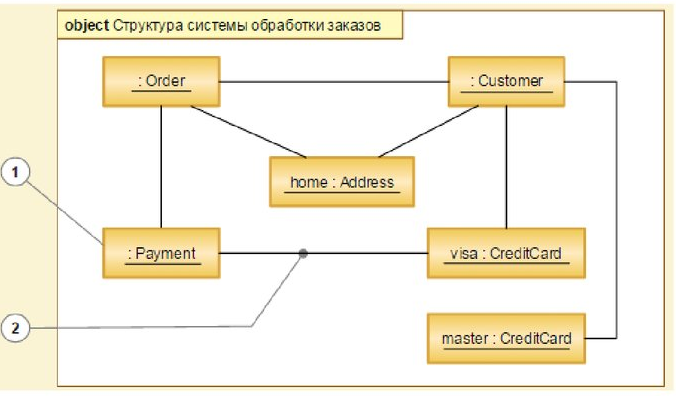 object Структура системы обработки заказов
: Order
: Customer
1
home : Address
: Payment
visa : CreditCard
2
master : CreditCard